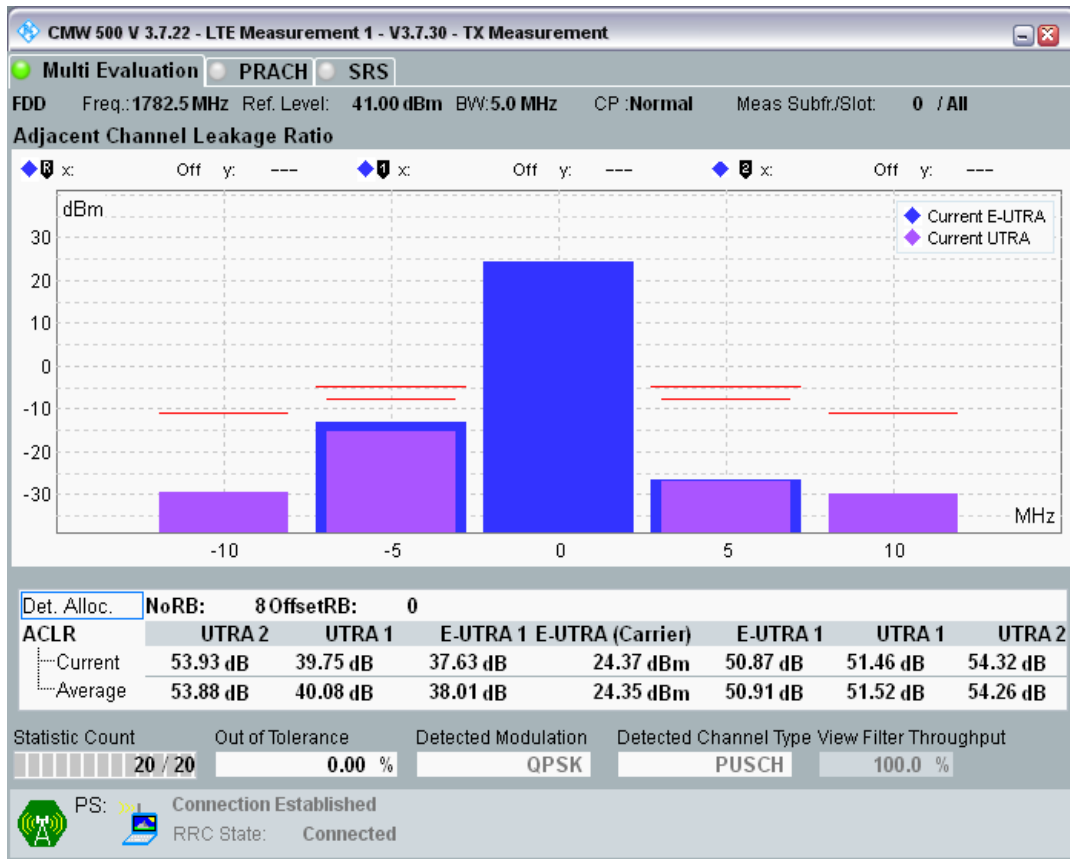 CMW 500 V 3.7.22 - LTE Measurement 1 - V3.7.30 - TX Measurement
Multi Evaluation PRACH SRS
FDD Freq.: 1782.5 MHz Ref. Level: 41.00 dBm BW: 5.0 MHz CP : Normal Meas Subfr./Slot: 0 / All
Adjacent Channel Leakage Ratio
R x: Off y: --- 1 x: Off y: --- 2 x: Off y: ---
dBm
Current E-UTRA
Current UTRA
30
20
10
0
-10
-20
-30
MHz
-10 -5 0 5 10
Det. Alloc. NoRB: 8 OffsetRB: 0
ACLR UTRA 2 UTRA 1 E-UTRA 1 E-UTRA (Carrier) E-UTRA 1 UTRA 1 UTRA 2
Current 53.93 dB 39.75 dB 37.63 dB 24.37 dBm 50.87 dB 51.46 dB 54.32 dB
Average 53.88 dB 40.08 dB 38.01 dB 24.35 dBm 50.91 dB 51.52 dB 54.26 dB
Statistic Count Out of Tolerance Detected Modulation Detected Channel Type View Filter Throughput
20 / 20 0.00 % QPSK PUSCH 100.0 %
PS: Connection Established
RRC State: Connected